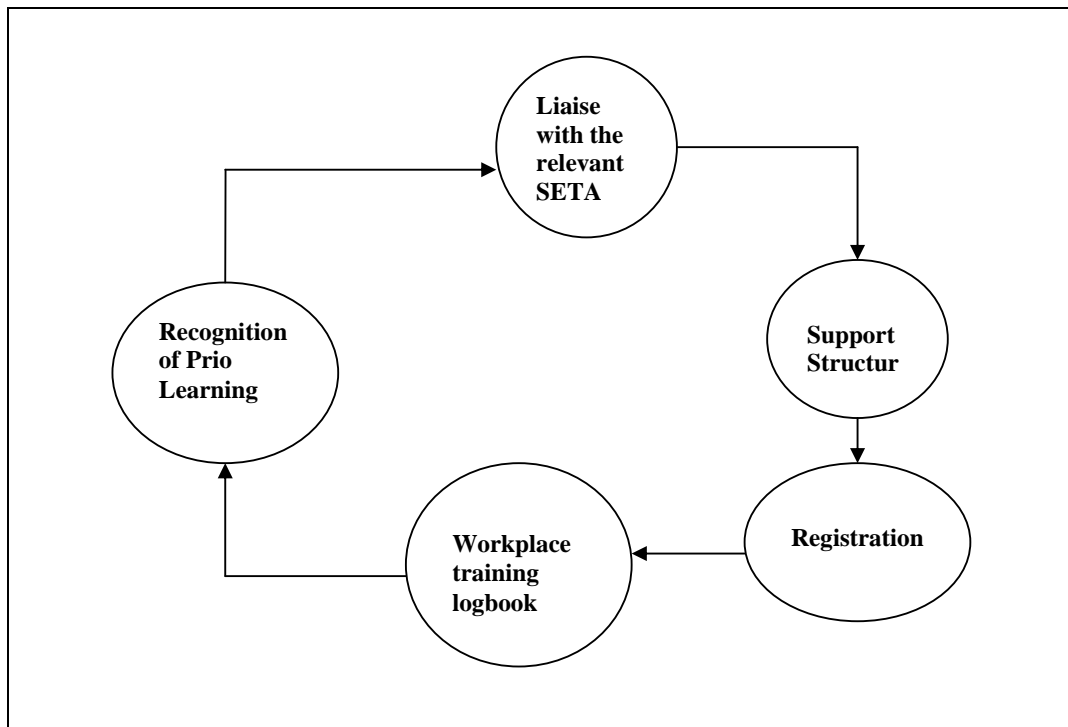 Liaise
with the
relevant
SETA
Support
Structur
Registration
Workplace
training
logbook
Recognition
of Prio
Learning